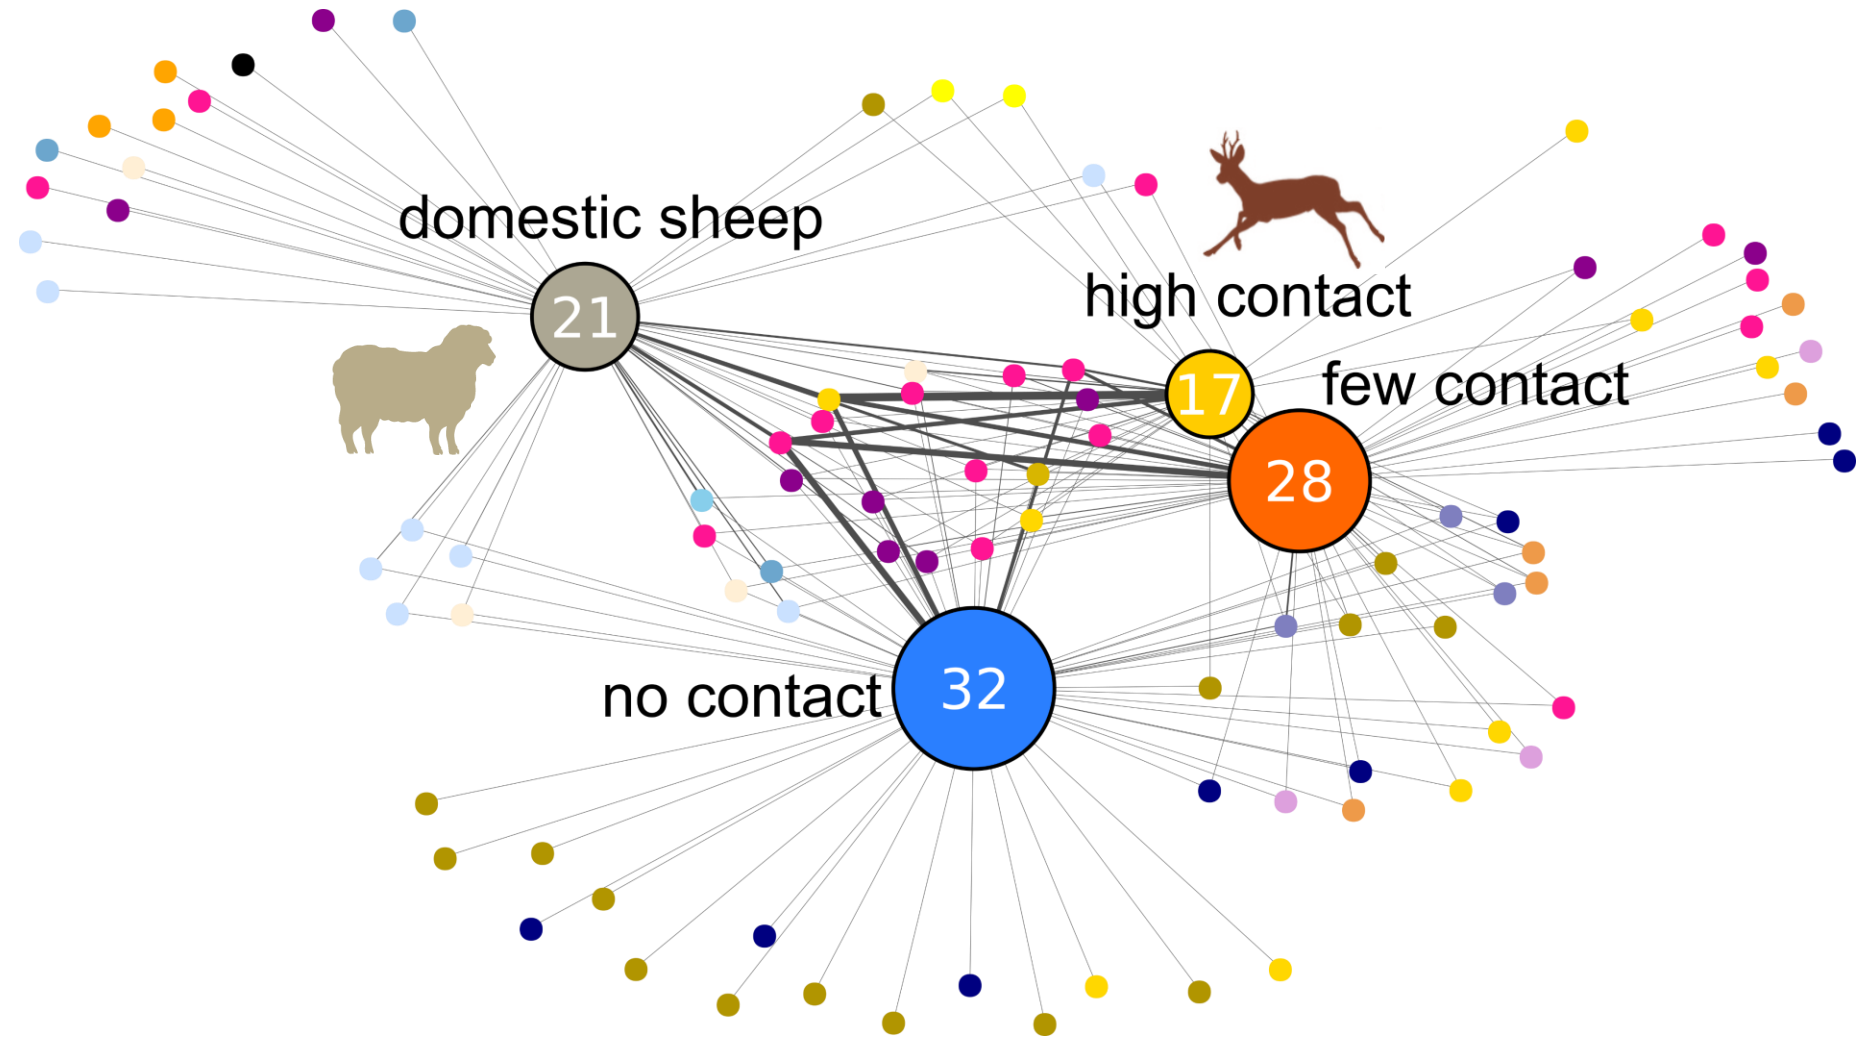 domestic sheep
21
high contact
17
few contact
28
no contact
32